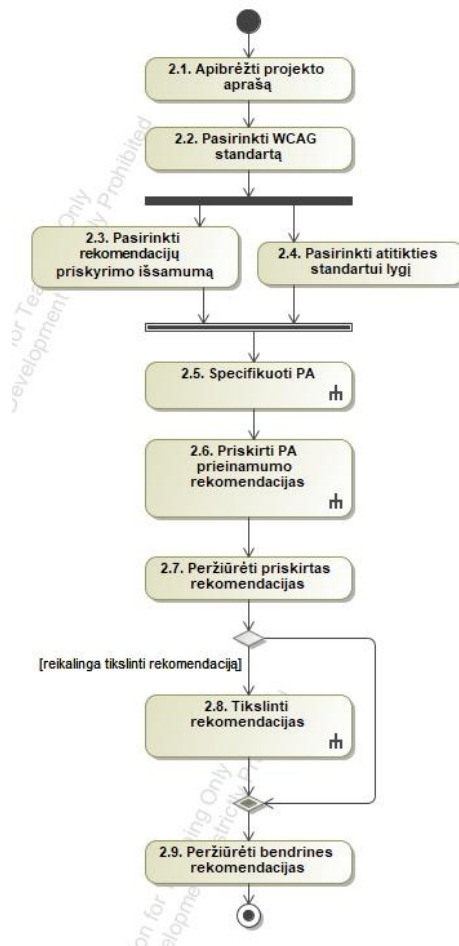 2.1. Apibrėžti projekto
aprašą
2.2. Pasirinkti WCAG
standartą
2.3. Pasirinkti
rekomendacijų
priskyrimo išsamumą
2.4. Pasirinkti atitikties
standartui lygį
2.5. Specifikuoti PA
2.6. Priskirti PA
prieinamumo
rekomendacijas
2.7. Peržiūrėti priskirtas
rekomendacijas
[reikalinga tikslinti rekomendaciją]
2.8. Tikslinti
rekomendacijas
2.9. Peržiūrėti bendrines
rekomendacijas